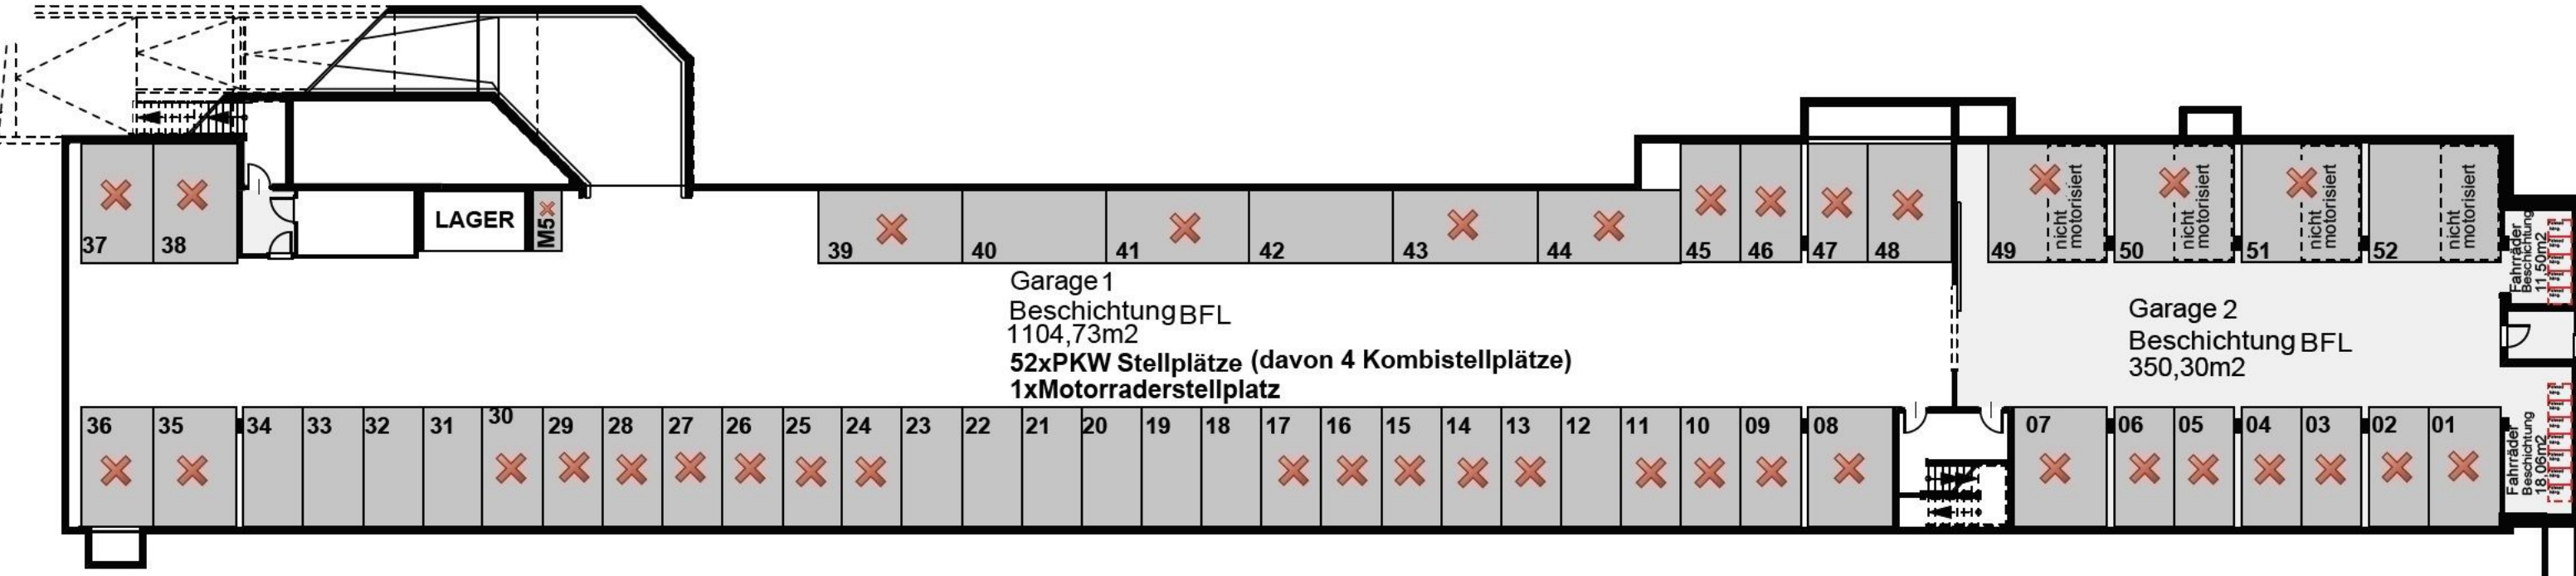 37
38
LAGER
M5
39
40
41
42
43
44
45
46
47
48
49
nicht
motorisiert
50
nicht
motorisiert
51
nicht
motorisiert
52
nicht
motorisiert
Fahrräder
Beschichtung
11,50m2
Garage 1
Beschichtung BFL
1104,73m2
52xPKW Stellplätze (davon 4 Kombistellplätze)
1xMotorraderstellplatz
Garage 2
Beschichtung BFL
350,30m2
36
35
34
33
32
31
30
29
28
27
26
25
24
23
22
21
20
19
18
17
16
15
14
13
12
11
10
09
08
07
06
05
04
03
02
01
Fahrräder
Beschichtung
18,06m2